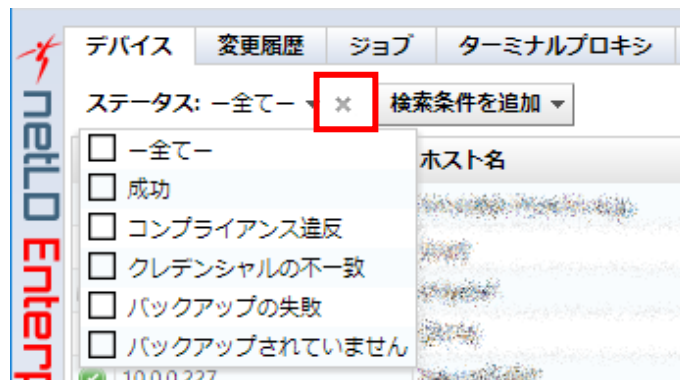 デバイス 変更履歴 ジョブ ターミナルプロキシ
ステータス: ー全てー 検索条件を追加
ー全てー
ホスト名
成功
コンプライアンス違反
クレデンシャルの不一致
バックアップの失敗
バックアップされていません
10.0.0.227
netLD Enterp